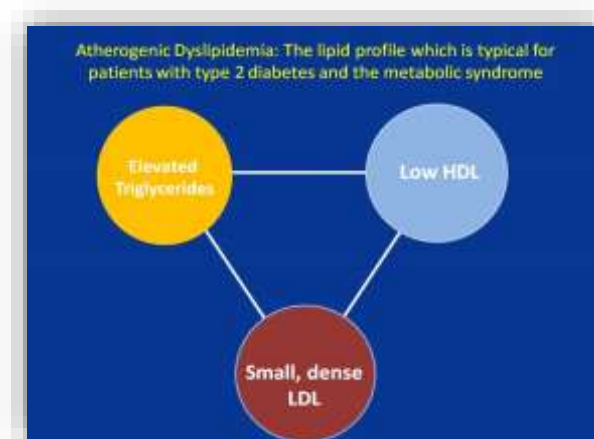 Atherogenic Dyslipidemia: The lipid profile which is typical for
patients with type 2 diabetes and the metabolic syndrome
Elevated
Triglycerides
Low HDL
Small, dense
LDL